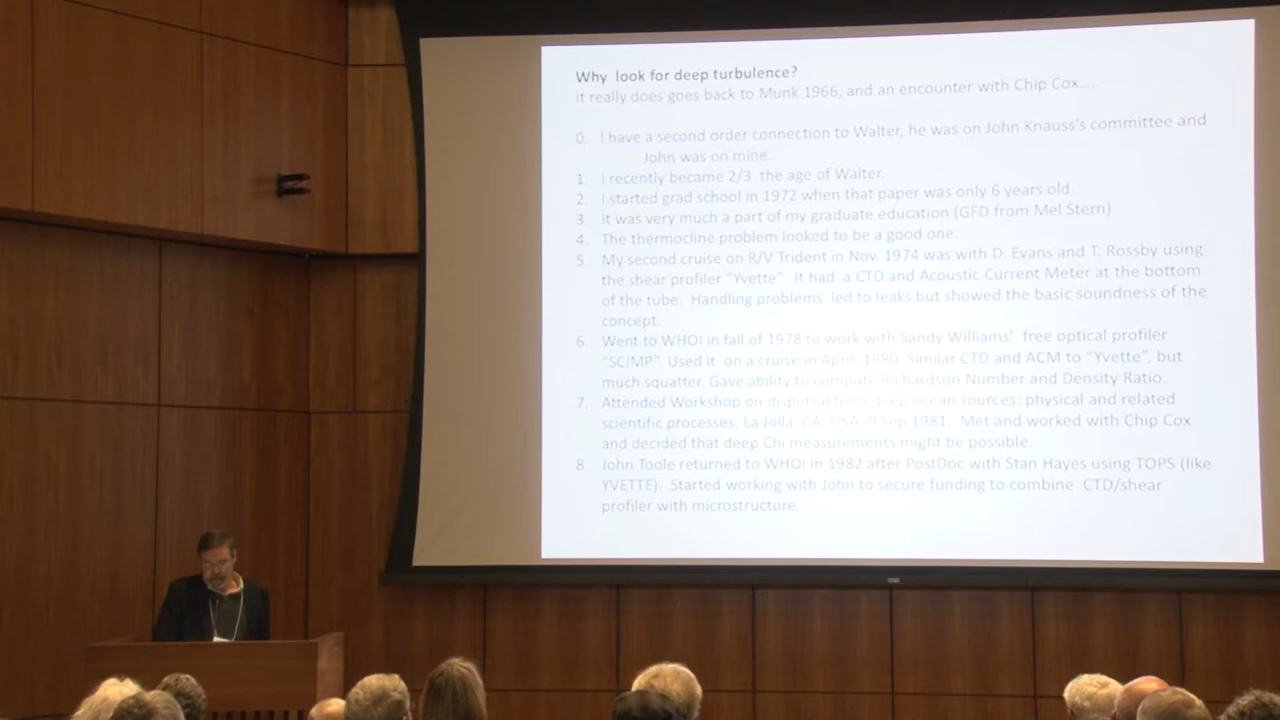 Why look for deep turbulence?
it really does goes back to Munk 1966, and an encounter with Chip Cox....
0. I have a second order connection to Walter, he was on John Knauss's committee and
John was on mine.
1. I recently became 2/3 the age of Walter.
2. I started grad school in 1972 when that paper was only 6 years old
3. It was very much a part of my graduate education (GFD from Mel Stern)
4. The thermocline problem looked to be a good one.
5. My second cruise on R/V Trident in Nov. 1974 was with D. Evans and T. Rossby using
the shear profiler "Yvette". It had a CTD and Acoustic Current Meter at the bottom
of the tube. Handling problems led to leaks but showed the basic soundness of the
concept.
6. Went to WHOI in fall of 1978 to work with Sandy Williams' free optical profiler
"SCIMP". Used it on a cruise in April, 1980. Similar CTD and ACM to "Yvette", but
much squatter. Gave ability to compute Richardson Number and Density Ratio.
7. Attended Workshop on dispersal from deep ocean sources: physical and related
scientific processes, La Jolla, CA, USA, 9 Sep 1981. Met and worked with Chip Cox
and decided that deep Chi measurements might be possible.
8 John Toole returned to WHOI in 1982 after PostDoc with Stan Hayes using TOPS (like
YVETTE). Started working with John to secure funding to combine CTD/shear
profiler with microstructure.